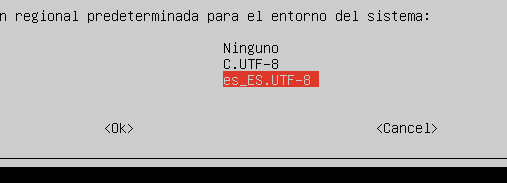 n regional predeterminada para el entorno del sistema:
Ninguno
C.UTF-8
es_ES.UTF-8
<Ok> <Cancel>